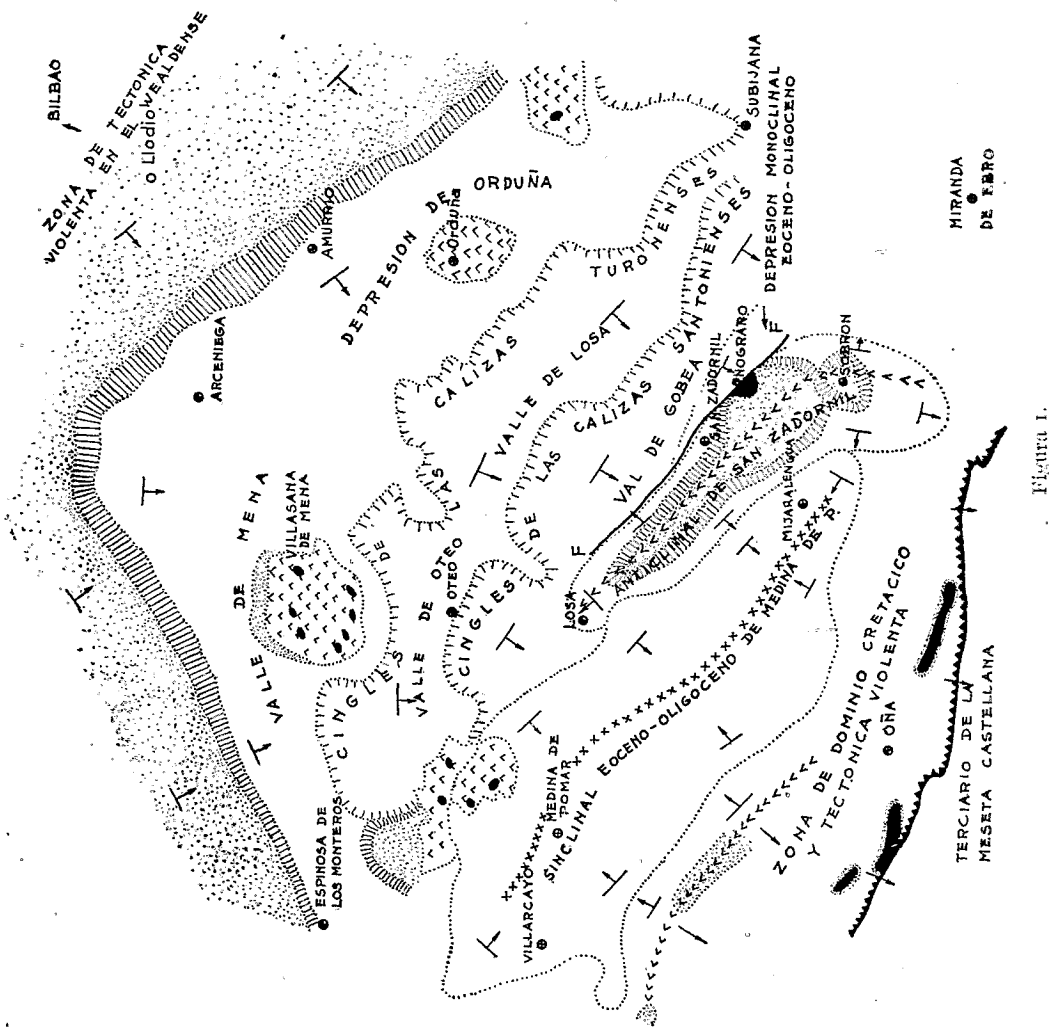 BILBAO
ZONA DE TECTONICA
VIOLENTA EN EL WEALDENSE
Llodio
AMURRIO
ARCENIEGA
DEPRESION DE ORDUÑA
Orduña
SUBIJANA
VALLE DE MENA
VILLASANA
DE MENA
ESPINOSA DE
LOS MONTEROS
CINGLES DE LAS CALIZAS TURONENSES
VALLE DE OTEO
OTEO
VALLE DE LOSA
CINGLES DE LAS CALIZAS SANTONIENSES
VAL DE GOBEA
DEPRESION MONOCLINAL
EOCENO-OLIGOCENO
MIRANDA
DE EBRO
F
F
LOSA
SAN ZADORNIL
ANTICLINAL DE SAN ZADORNIL
SOBRON
MIJARALENGUA
VILLARCAYO
MEDINA DE
POMAR
SINCLINAL EOCENO-OLIGOCENO DE MEDINA DE P.
ZONA DE DOMINIO CRETACICO
Y TECTONICA VIOLENTA
OÑA
TERCIARIO DE LA
MESETA CASTELLANA
Figura 1.